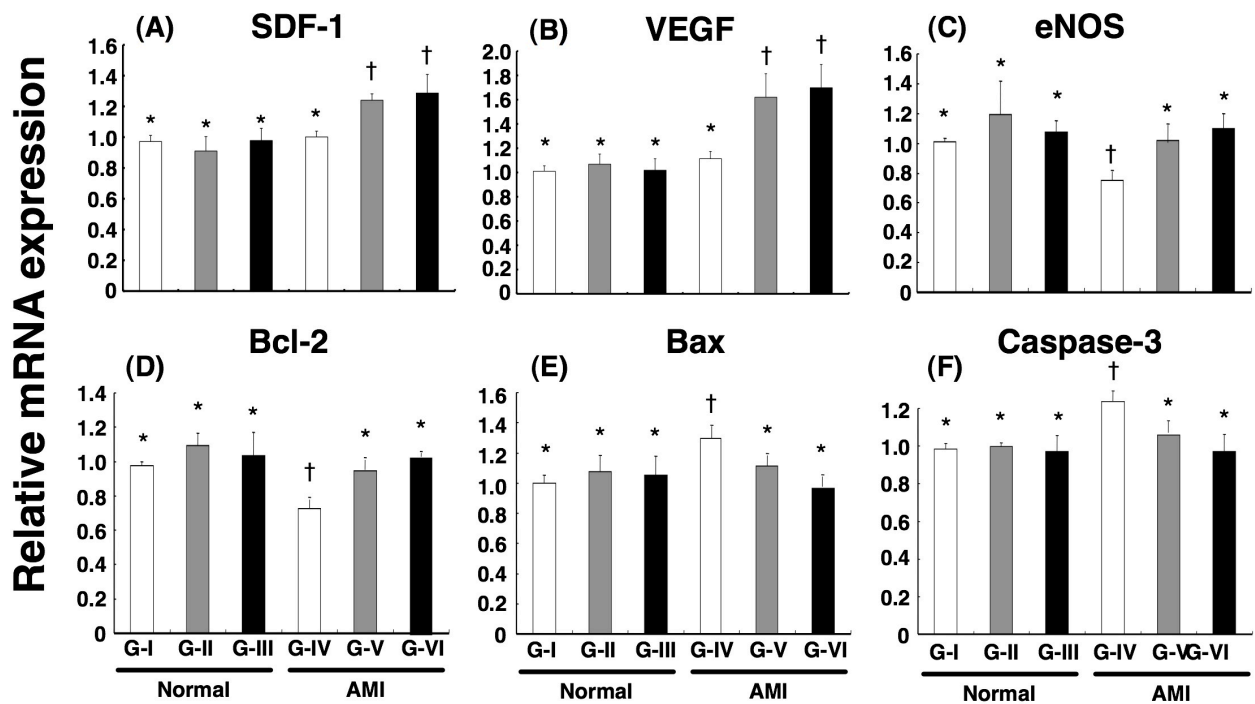 Relative mRNA expression
(A) SDF-1
1.6
1.4
1.2
1.0
0.8
0.6
0.4
0.2
0
* * * * † †
(B) VEGF
2.0
1.8
1.6
1.4
1.2
1.0
0.8
0.6
0.4
0.2
0
* * * * † †
(C) eNOS
1.6
1.4
1.2
1.0
0.8
0.6
0.4
0.2
0
* * * † * *
(D) Bcl-2
1.4
1.2
1.0
0.8
0.6
0.4
0.2
0
* * * † * *
G-I G-II G-III G-IV G-V G-VI
Normal AMI
(E) Bax
1.6
1.4
1.2
1.0
0.8
0.6
0.4
0.2
0
* * * † * *
G-I G-II G-III G-IV G-V G-VI
Normal AMI
(F) Caspase-3
1.2
1.0
0.8
0.6
0.4
0.2
0
* * * † * *
G-I G-II G-III G-IV G-V G-VI
Normal AMI